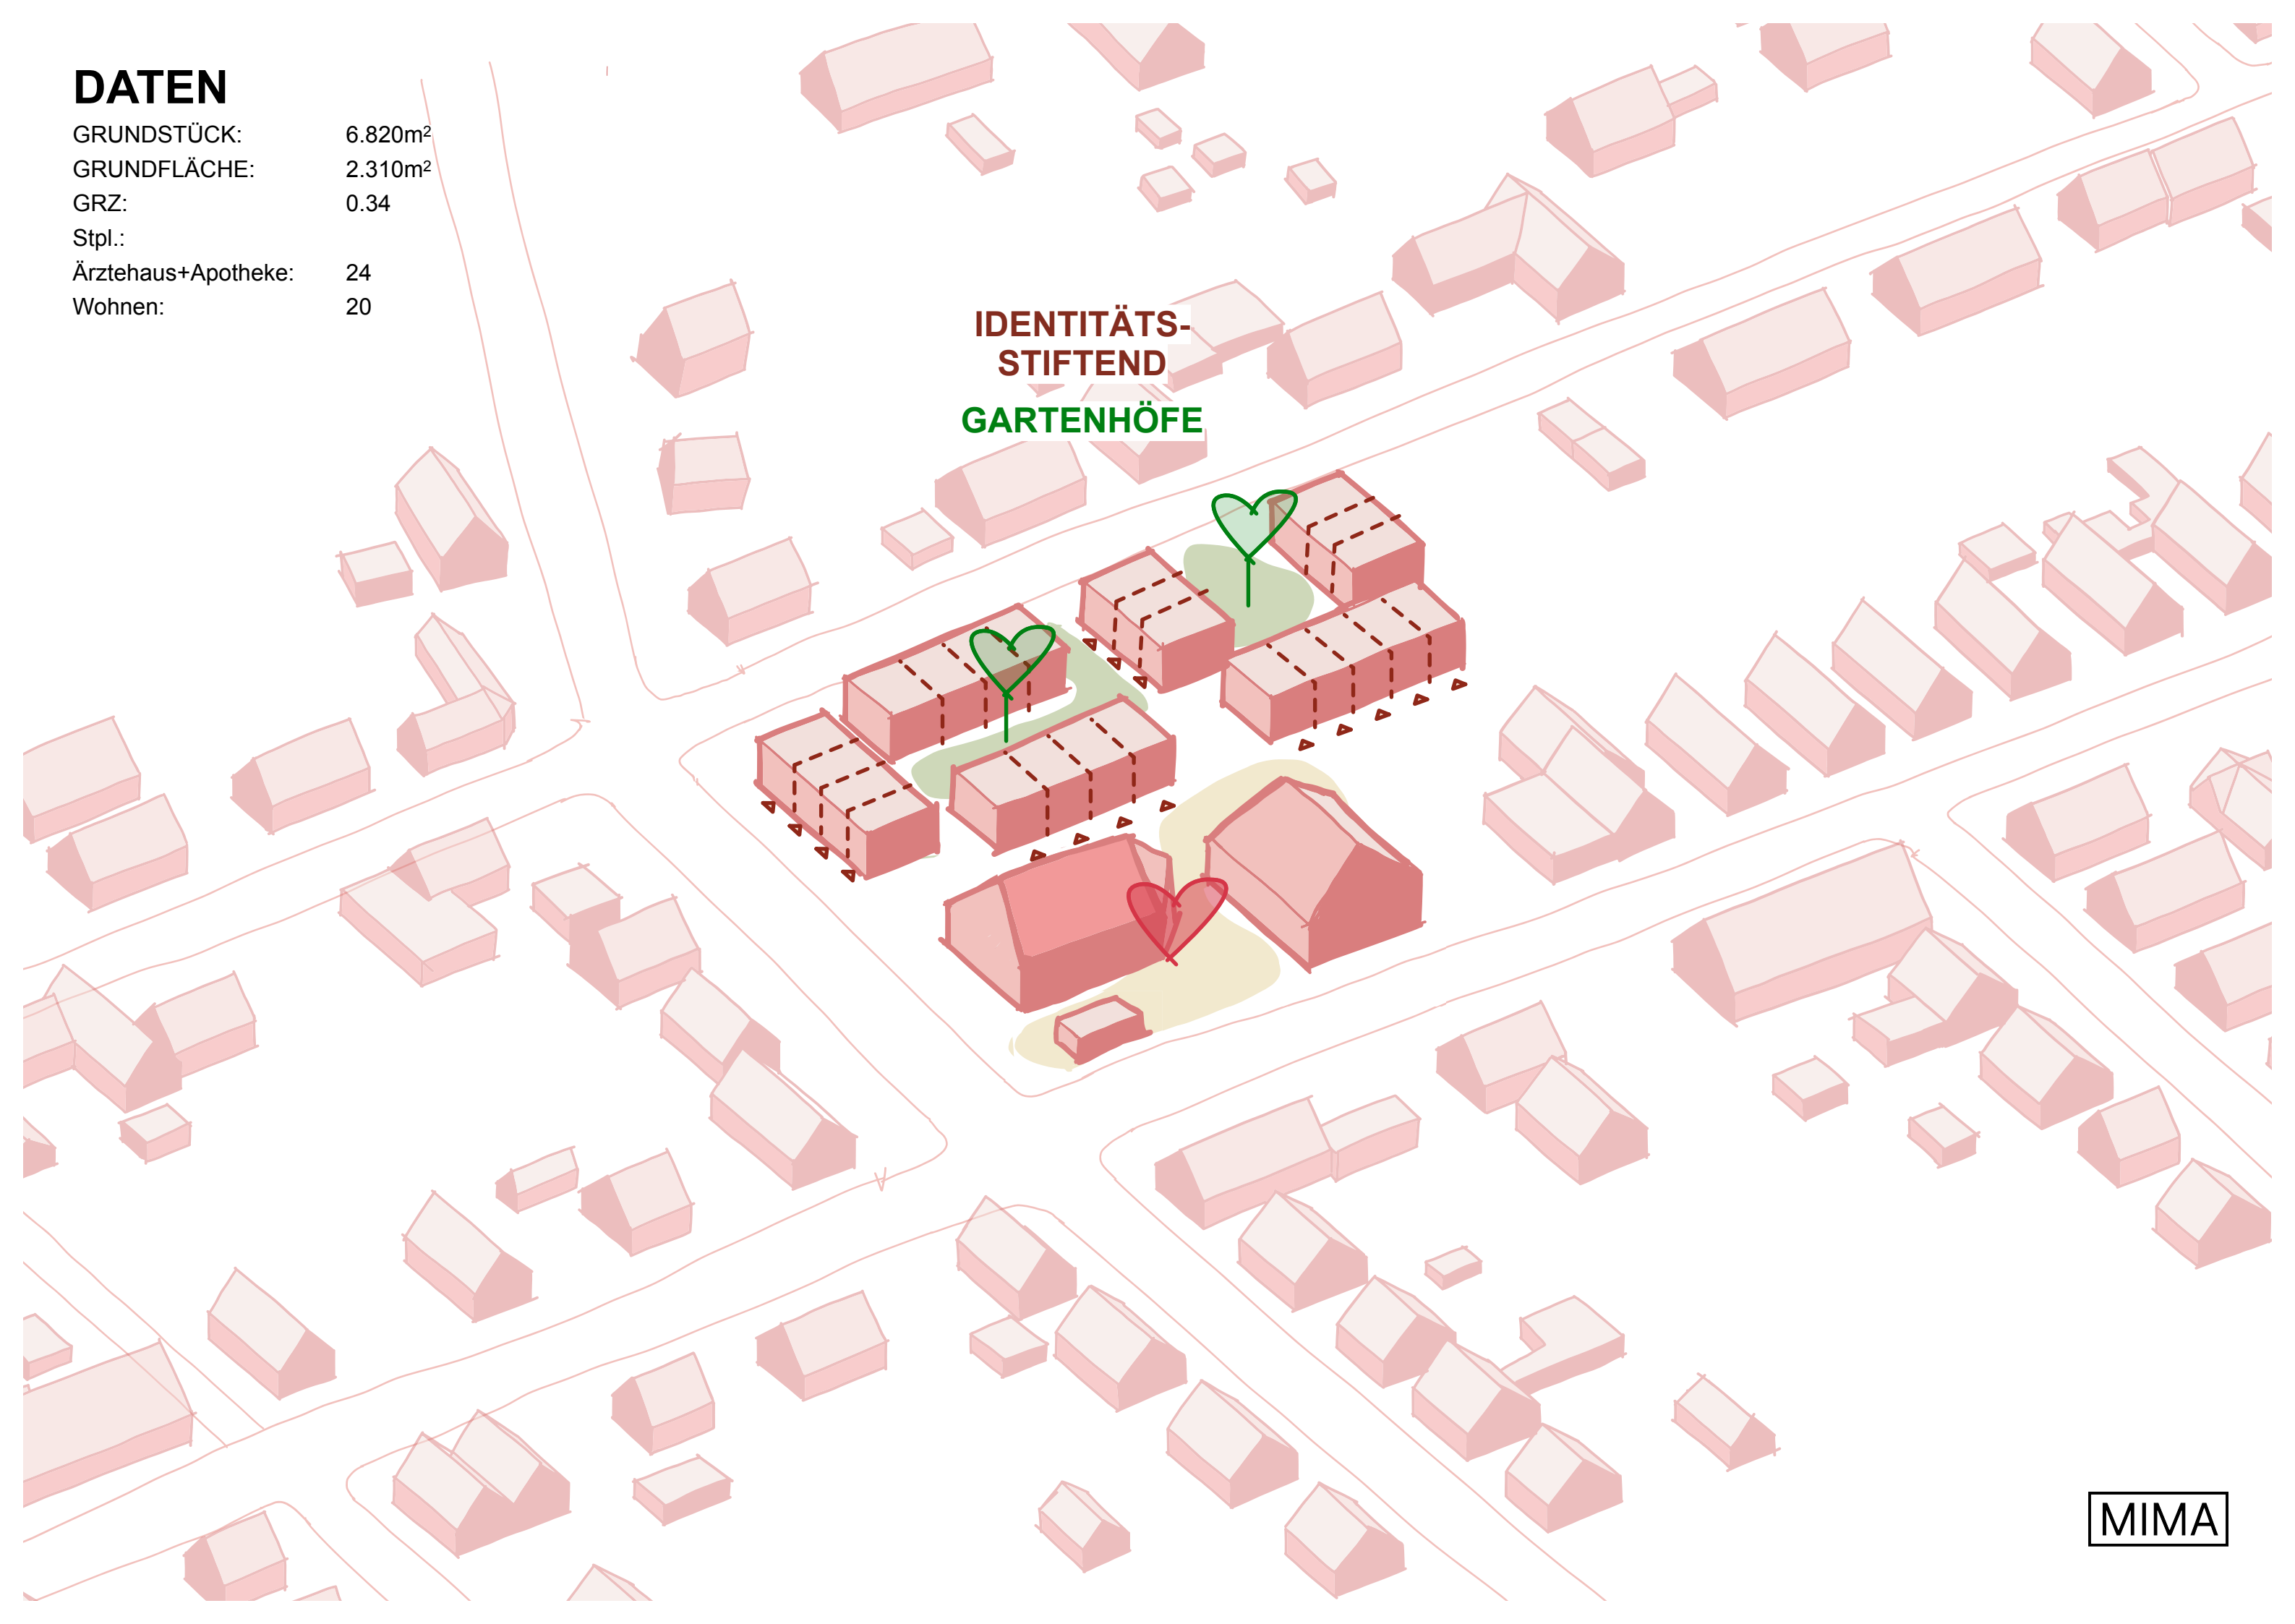 DATEN
GRUNDSTÜCK: 6.820m²
GRUNDFLÄCHE: 2.310m²
GRZ: 0.34
Stpl.:
Ärztehaus+Apotheke: 24
Wohnen: 20
IDENTITÄTS-
STIFTEND
GARTENHÖFE
MIMA